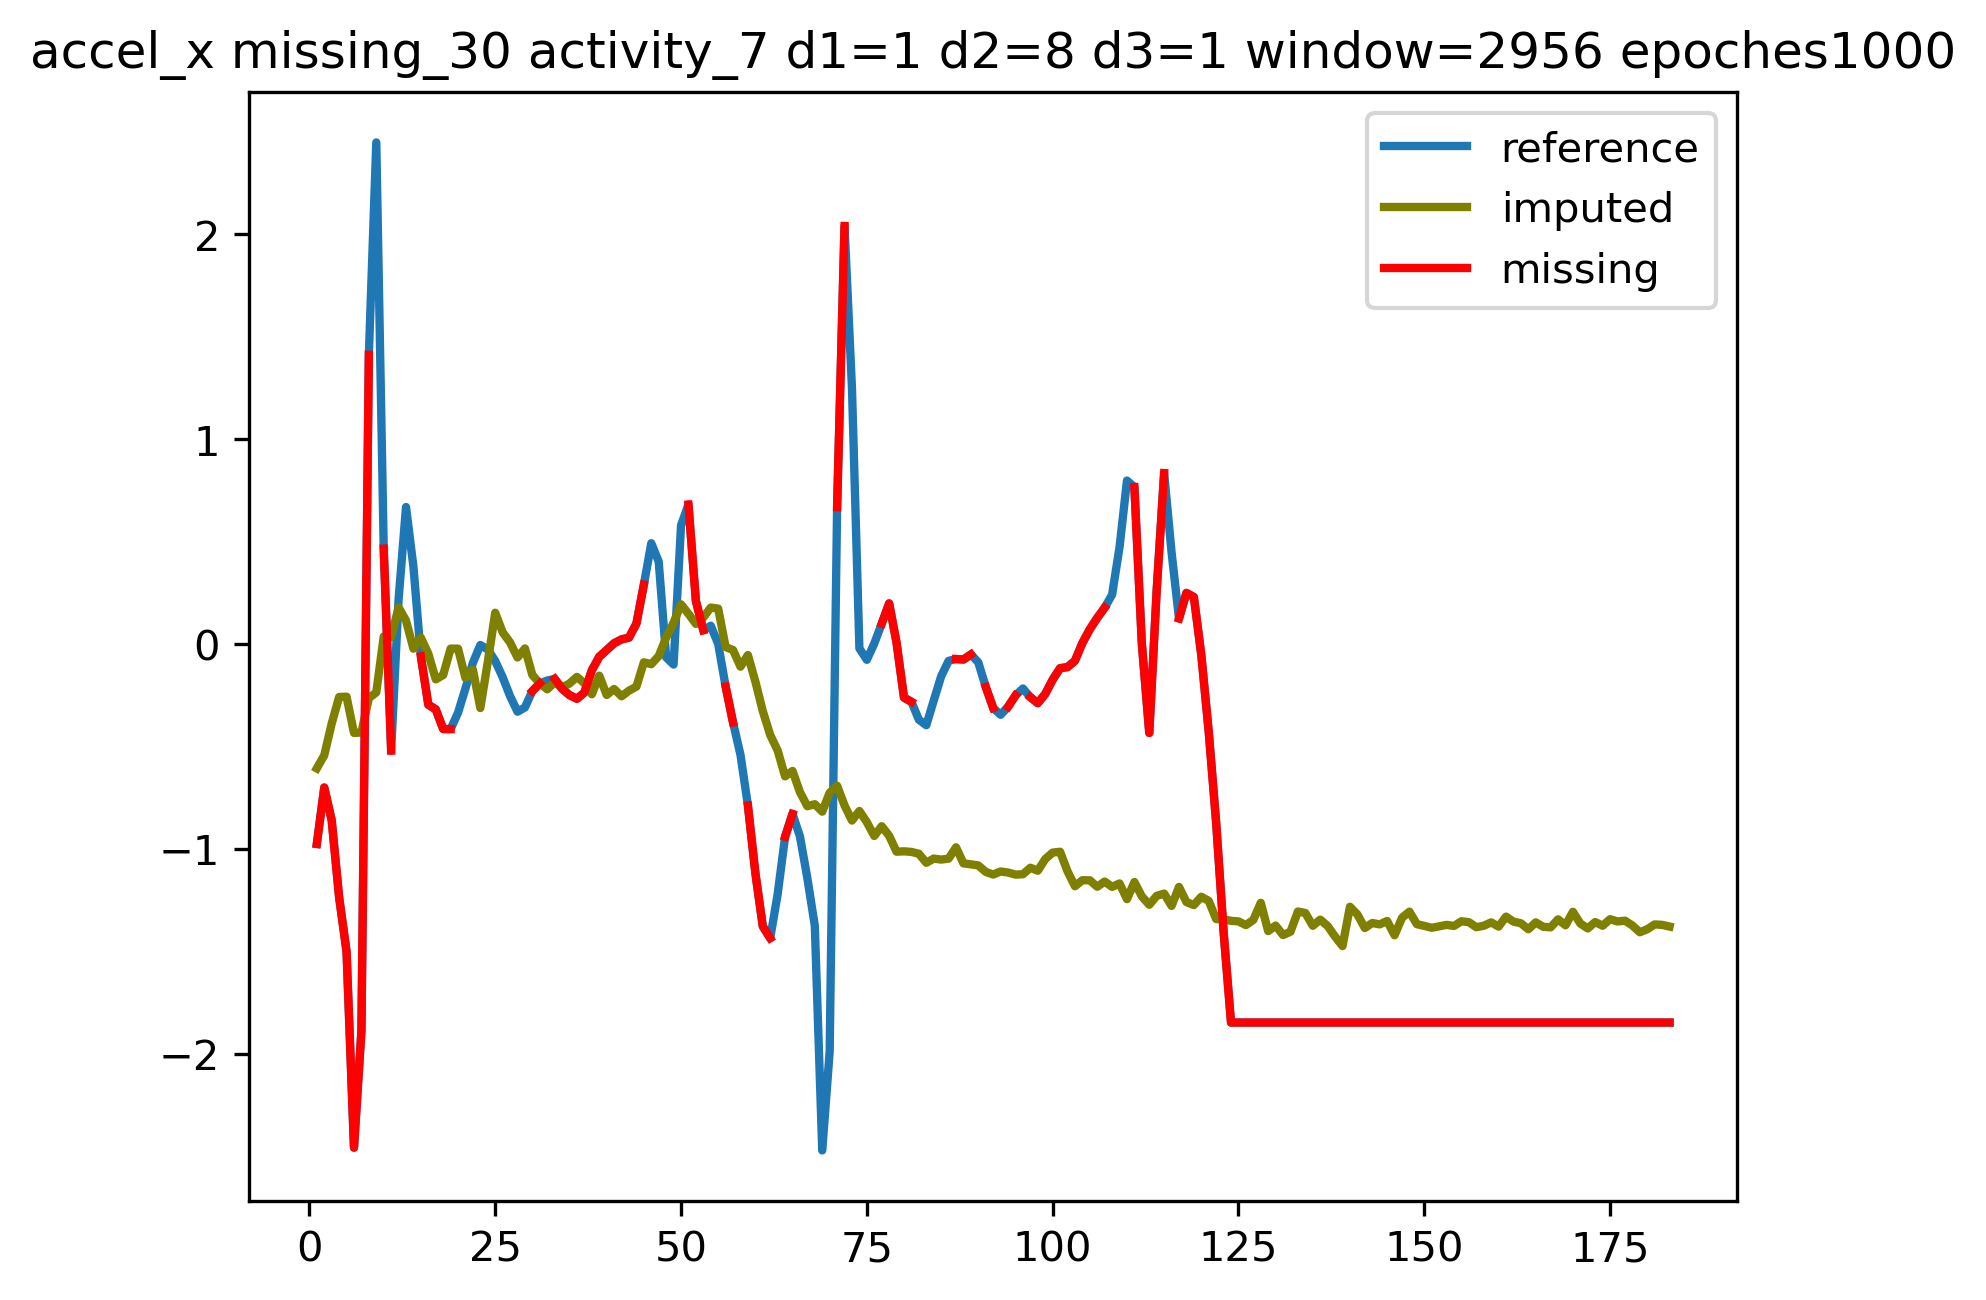 accel_x missing_30 activity_7 d1=1 d2=8 d3=1 window=2956 epoches1000
reference
imputed
missing
2
1
0
−1
−2
0 25 50 75 100 125 150 175